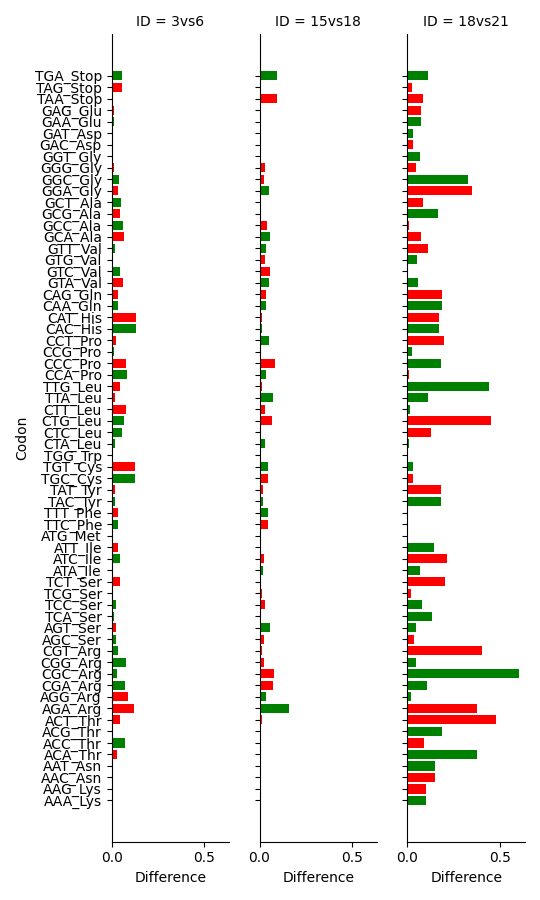 ID = 3vs6 ID = 15vs18 ID = 18vs21
TGA_Stop
TAG_Stop
TAA_Stop
GAG_Glu
GAA_Glu
GAT_Asp
GAC_Asp
GGT_Gly
GGG_Gly
GGC_Gly
GGA_Gly
GCT_Ala
GCG_Ala
GCC_Ala
GCA_Ala
GTT_Val
GTG_Val
GTC_Val
GTA_Val
CAG_Gln
CAA_Gln
CAT_His
CAC_His
CCT_Pro
CCG_Pro
CCC_Pro
CCA_Pro
TTG_Leu
TTA_Leu
CTT_Leu
CTG_Leu
CTC_Leu
CTA_Leu
TGG_Trp
TGT_Cys
TGC_Cys
TAT_Tyr
TAC_Tyr
TTT_Phe
TTC_Phe
ATG_Met
ATT_Ile
ATC_Ile
ATA_Ile
TCT_Ser
TCG_Ser
TCC_Ser
TCA_Ser
AGT_Ser
AGC_Ser
CGT_Arg
CGG_Arg
CGC_Arg
CGA_Arg
AGG_Arg
AGA_Arg
ACT_Thr
ACG_Thr
ACC_Thr
ACA_Thr
AAT_Asn
AAC_Asn
AAG_Lys
AAA_Lys
Codon
0.0 0.5 0.0 0.5 0.0 0.5
Difference Difference Difference